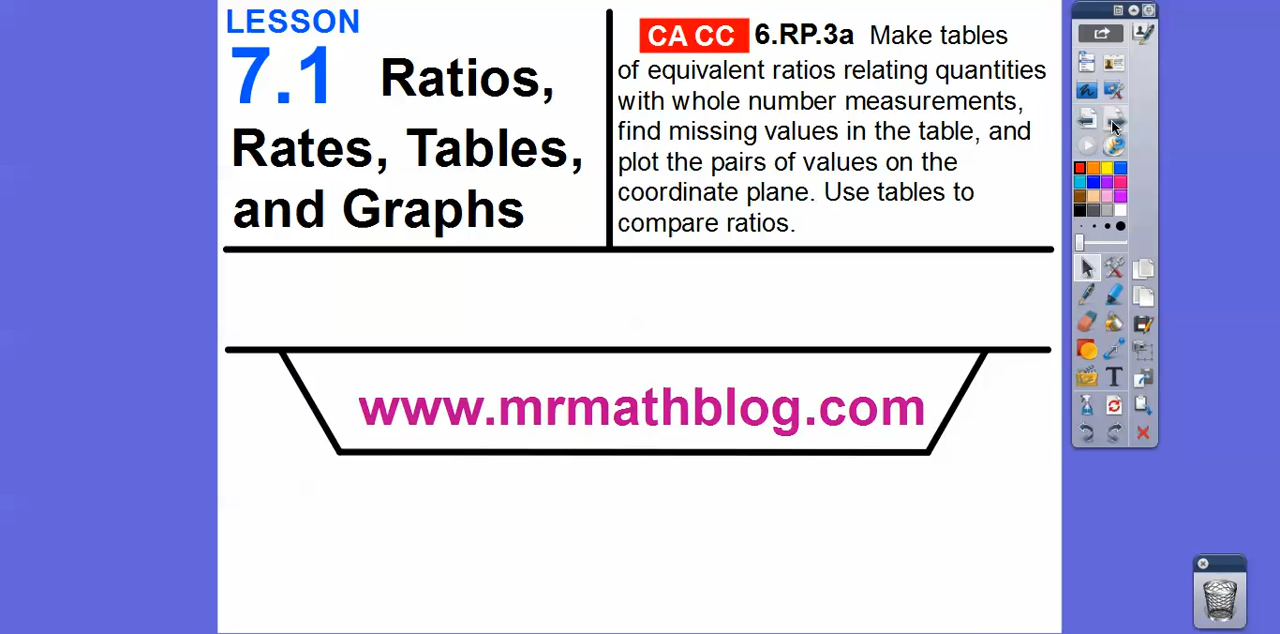 LESSON
7.1 Ratios,
Rates, Tables,
and Graphs
CA CC 6.RP.3a Make tables
of equivalent ratios relating quantities
with whole number measurements,
find missing values in the table, and
plot the pairs of values on the
coordinate plane. Use tables to
compare ratios.
www.mrmathblog.com